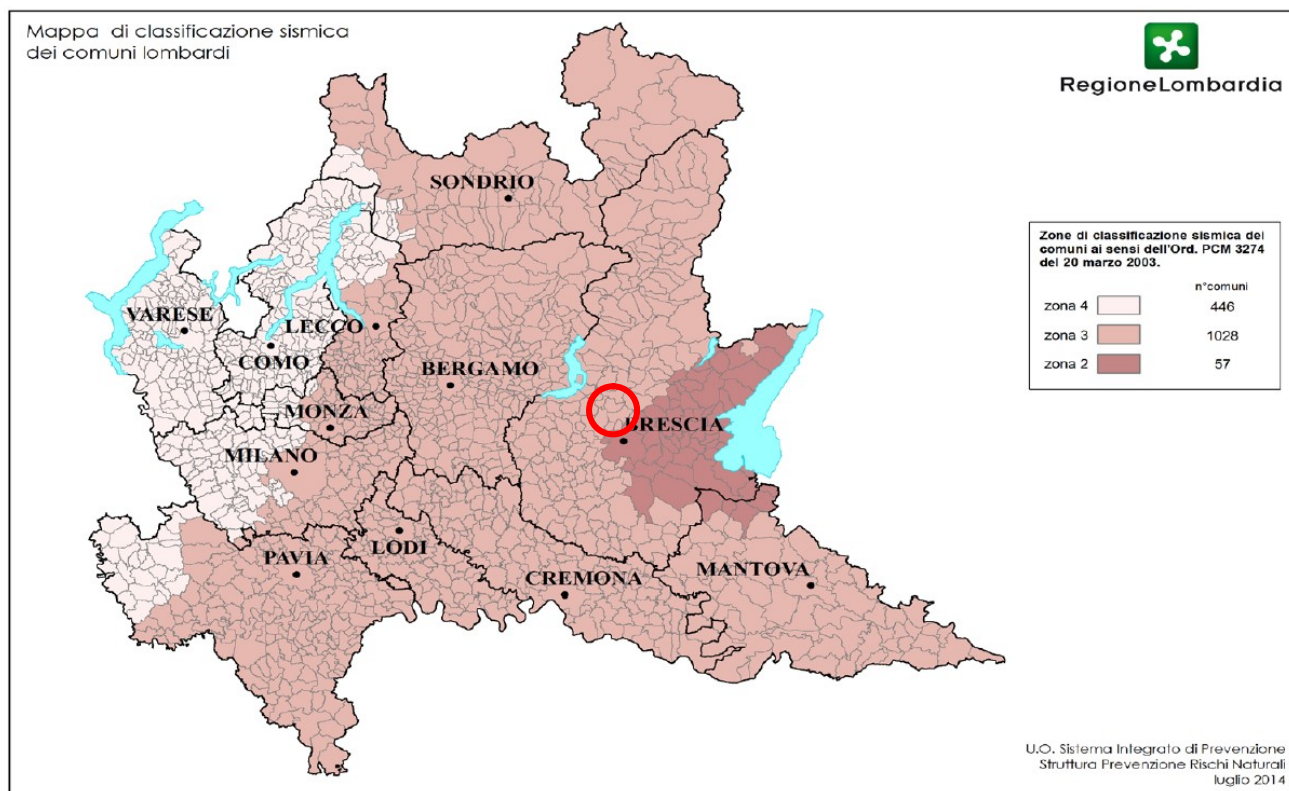 Mappa di classificazione sismica
dei comuni lombardi
RegioneLombardia
SONDRIO
VARESE
LECCO
COMO
BERGAMO
MONZA
BRESCIA
MILANO
PAVIA
LODI
CREMONA
MANTOVA
Zone di classificazione sismica dei
comuni ai sensi dell'Ord. PCM 3274
del 20 marzo 2003.
n°comuni
zona 4 446
zona 3 1028
zona 2 57
U.O. Sistema Integrato di Prevenzione
Struttura Prevenzione Rischi Naturali
luglio 2014